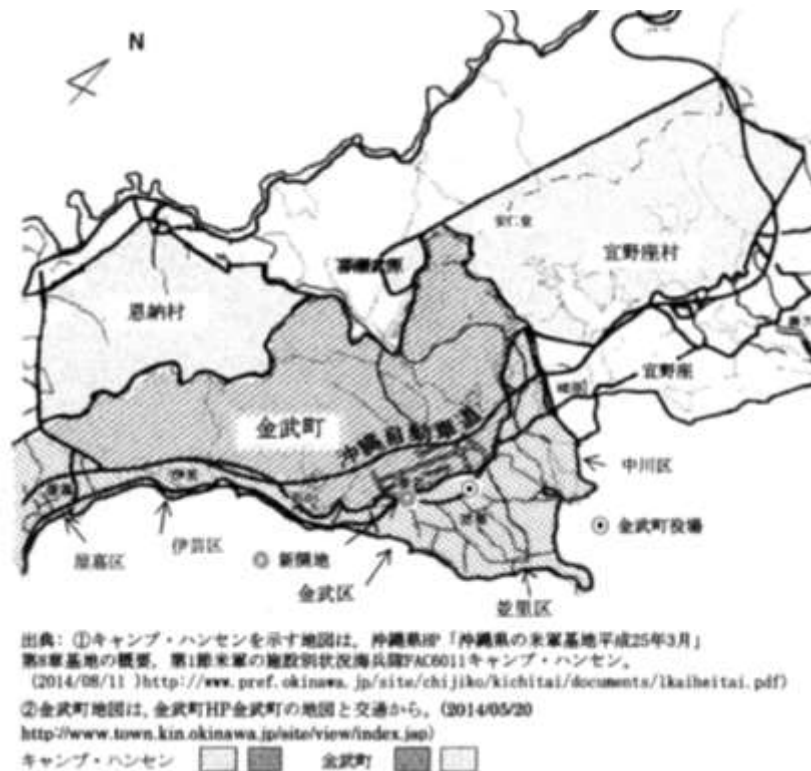 N
安仁堂
宜野座村
恩納村
宜野座
金武町
沖縄自動車道
中川区
伊芸
屋嘉区
伊芸区
◎ 新開地
金武区
並里区
金武町役場
出典: ①キャンプ・ハンセンを示す地図は, 沖縄県HP「沖縄県の米軍基地平成25年3月」
第8章基地の概要, 第1節米軍の施設別状況海兵隊FAC6011キャンプ・ハンセン。
(2014/08/11 )http://www.pref.okinawa.jp/site/chijiko/kichitai/documents/1kaiheitai.pdf)
②金武町地図は, 金武町HP金武町の地図と交通から。(2014/05/20
http://www.town.kin.okinawa.jp/site/view/index.jsp)
キャンプ・ハンセン 金武町